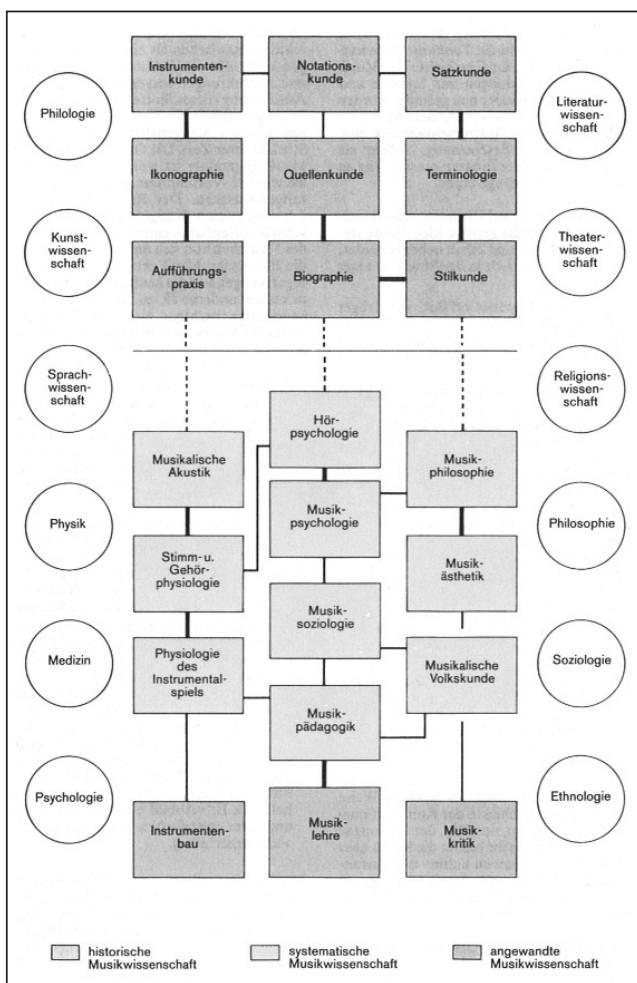 Instrumenten-
kunde
Notations-
kunde
Satzkunde
Philologie
Literatur-
wissen-
schaft
Ikonographie
Quellenkunde
Terminologie
Kunst-
wissen-
schaft
Theater-
wissen-
schaft
Aufführungs-
praxis
Biographie
Stilkunde
Sprach-
wissen-
schaft
Religions-
wissen-
schaft
Hör-
psychologie
Musikalische
Akustik
Musik-
philosophie
Physik
Musik-
psychologie
Philosophie
Stimm- u.
Gehör-
physiologie
Musik-
ästhetik
Musik-
soziologie
Medizin
Physiologie
des
Instrumental-
spiels
Musikalische
Volkskunde
Soziologie
Musik-
pädagogik
Psychologie
Ethnologie
Instrumenten-
bau
Musik-
lehre
Musik-
kritik
historische
Musikwissenschaft
systematische
Musikwissenschaft
angewandte
Musikwissenschaft